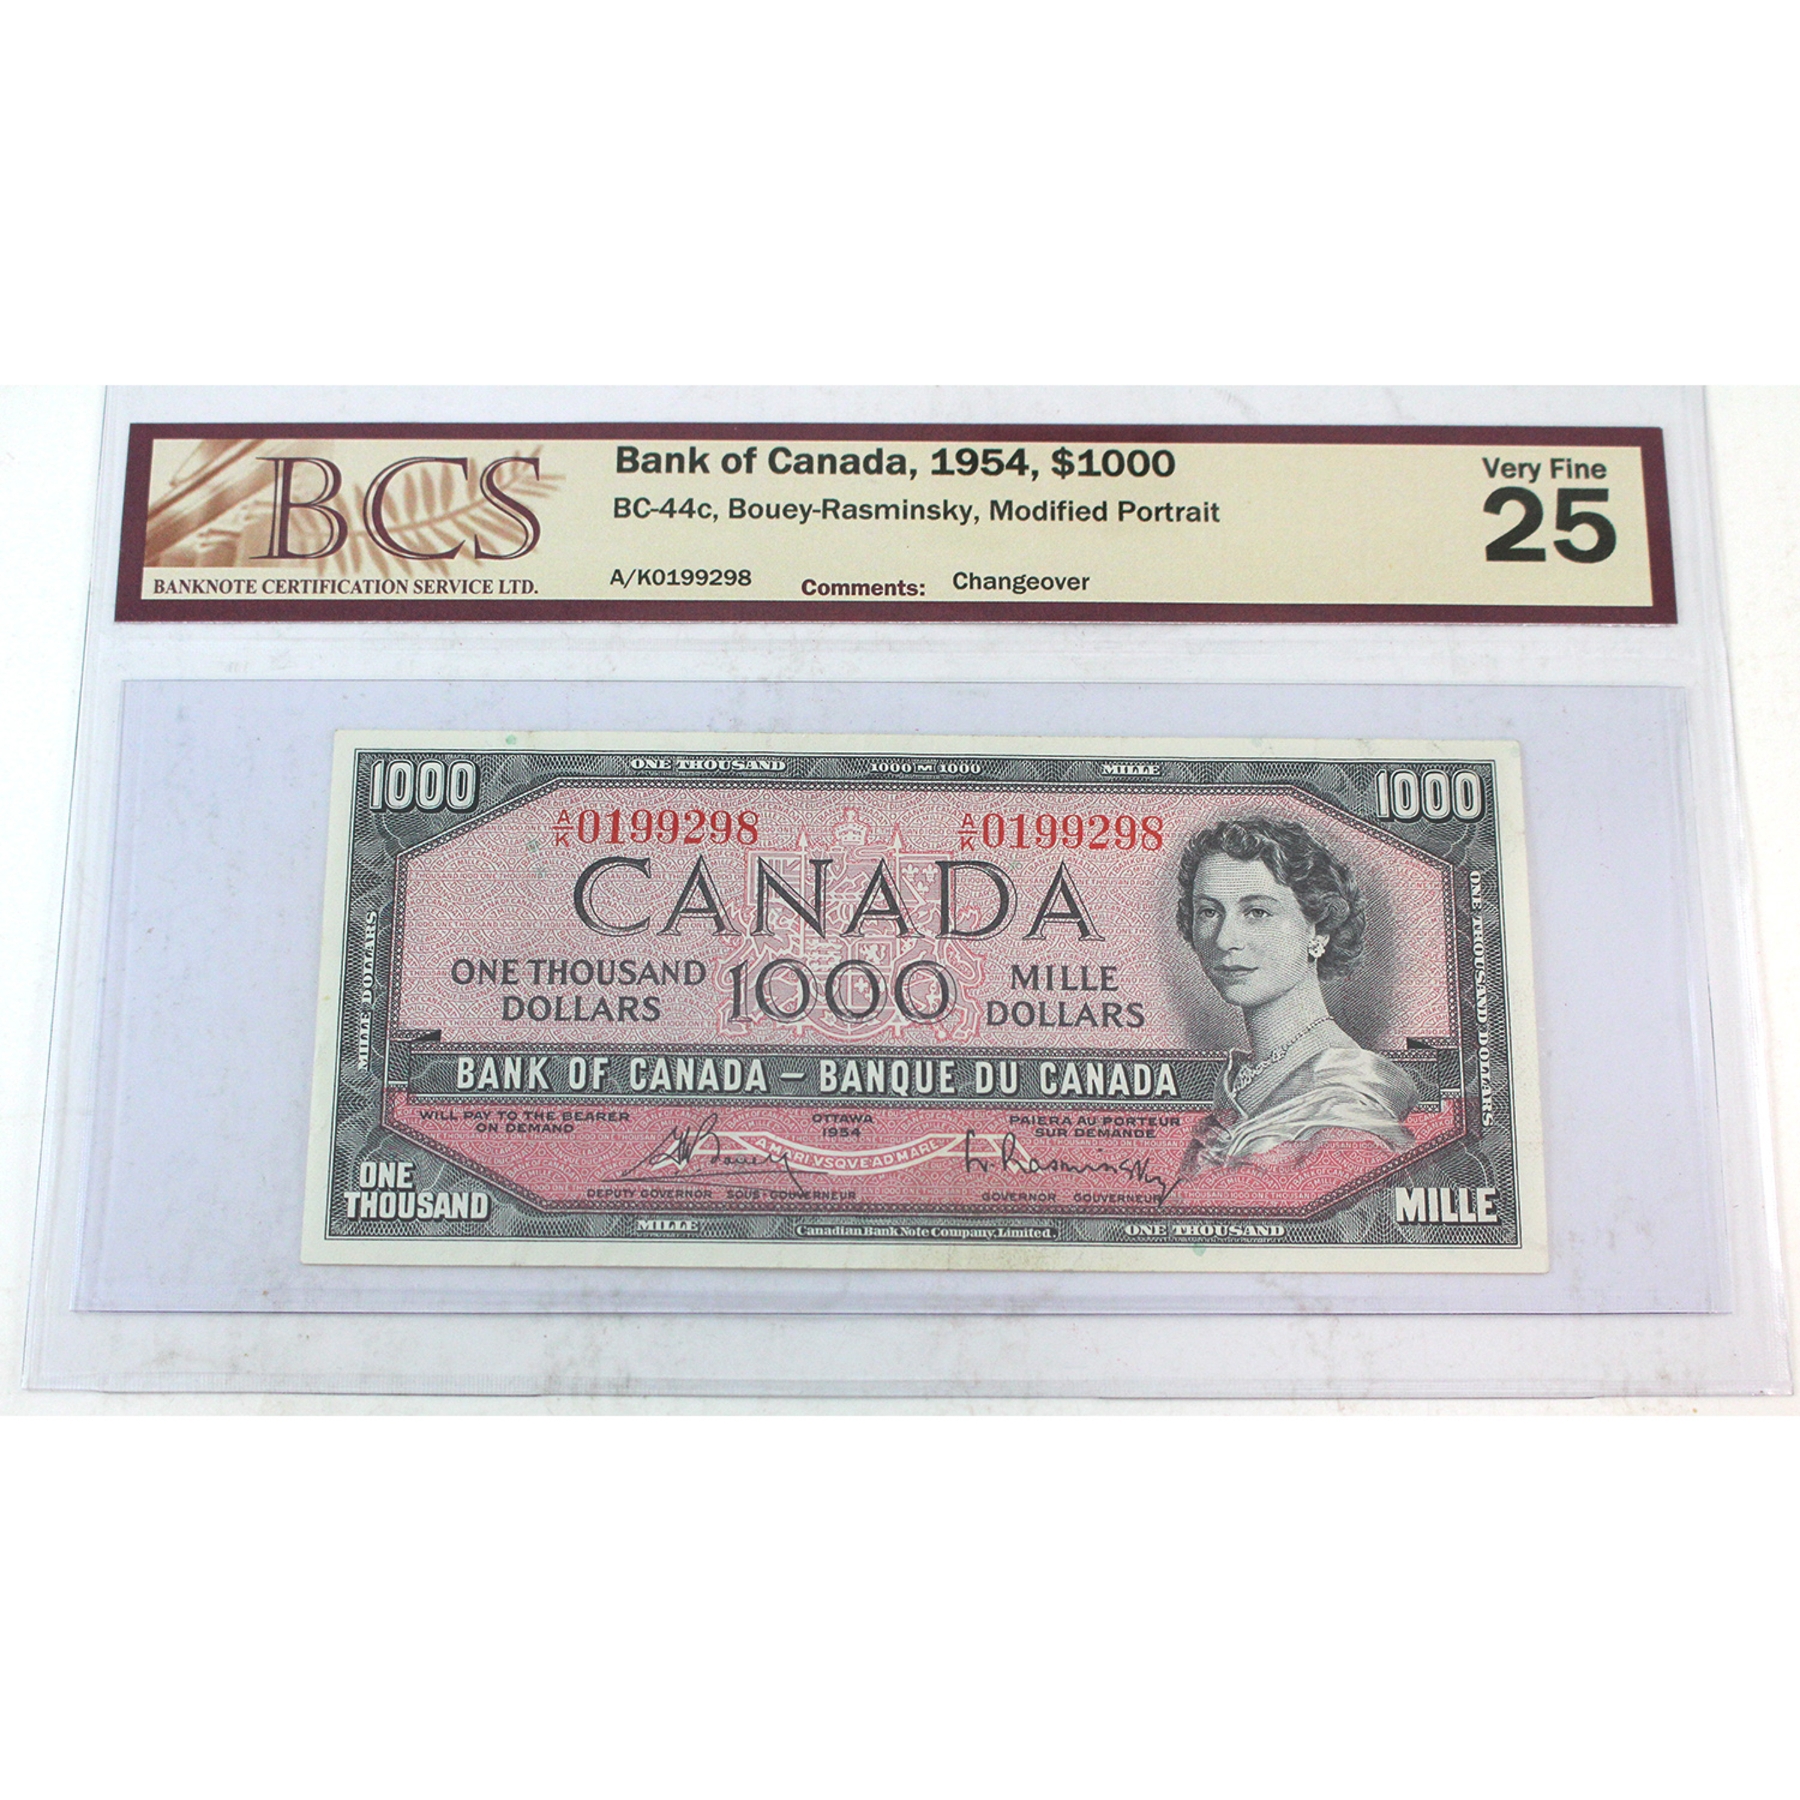 BCS
BANKNOTE CERTIFICATION SERVICE LTD.
Bank of Canada, 1954, $1000
BC-44c, Bouey-Rasminsky, Modified Portrait
A/K0199298 Comments: Changeover
Very Fine
25
1000 ONE THOUSAND 1000 M 1000 MILLE 1000
A/K0199298 A/K0199298
CANADA
ONE THOUSAND DOLLARS 1000 MILLE DOLLARS
MILLE DOLLARS
ONE THOUSAND DOLLARS
BANK OF CANADA – BANQUE DU CANADA
WILL PAY TO THE BEARER ON DEMAND
OTTAWA
1954
PAIERA AU PORTEUR SUR DEMANDE
A MARI VSQVE AD MARE
DEPUTY GOVERNOR SOUS-GOUVERNEUR
L. Rasminsky
GOVERNOR GOUVERNEUR
ONE THOUSAND
MILLE
MILLE Canadian Bank Note Company, Limited. ONE THOUSAND